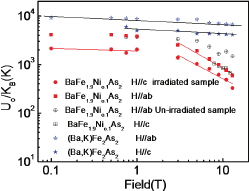 10⁴
10³
10²
U₀/K_B(K)
BaFe₁.₉Ni₀.₁As₂ H//c irradiated sample
BaFe₁.₉Ni₀.₁As₂ H//ab
BaFe₁.₉Ni₀.₁As₂ H//ab Un-irradiated sample
BaFe₁.₉Ni₀.₁As₂ H//c
(Ba,K)Fe₂As₂ H//ab
(Ba,K)Fe₂As₂ H//c
0.1 1 10
Field(T)